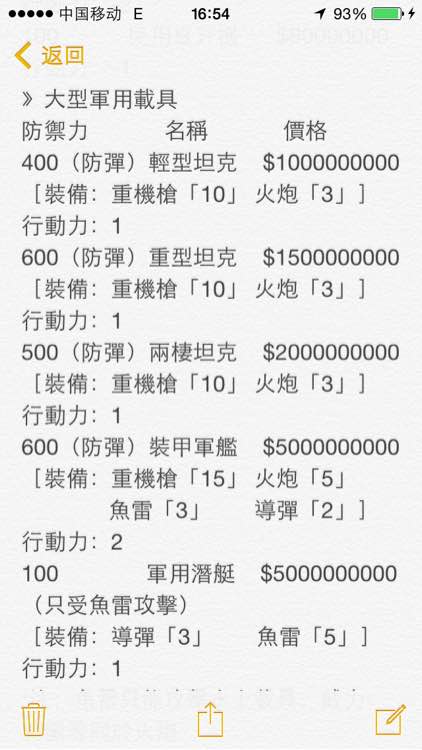 中国移动 E 16:54 93%
返回
》大型軍用載具
防禦力 名稱 價格
400（防彈）輕型坦克 $1000000000
［裝備：重機槍「10」 火炮「3」］
行動力：1
600（防彈）重型坦克 $1500000000
［裝備：重機槍「10」 火炮「3」］
行動力：1
500（防彈）兩棲坦克 $2000000000
［裝備：重機槍「10」 火炮「3」］
行動力：1
600（防彈）裝甲軍艦 $5000000000
［裝備：重機槍「15」 火炮「5」
魚雷「3」 導彈「2」］
行動力：2
100 軍用潛艇 $5000000000
（只受魚雷攻擊）
［裝備：導彈「3」 魚雷「5」］
行動力：1